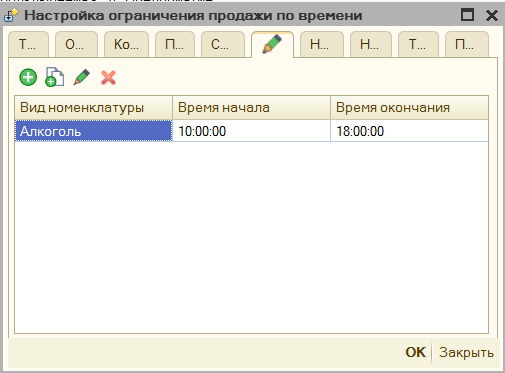 Настройка ограничения продажи по времени
Т... О... Ко... П... С... Н... Н... Т... П...
Вид номенклатуры Время начала Время окончания
Алкоголь 10:00:00 18:00:00
OK Закрыть